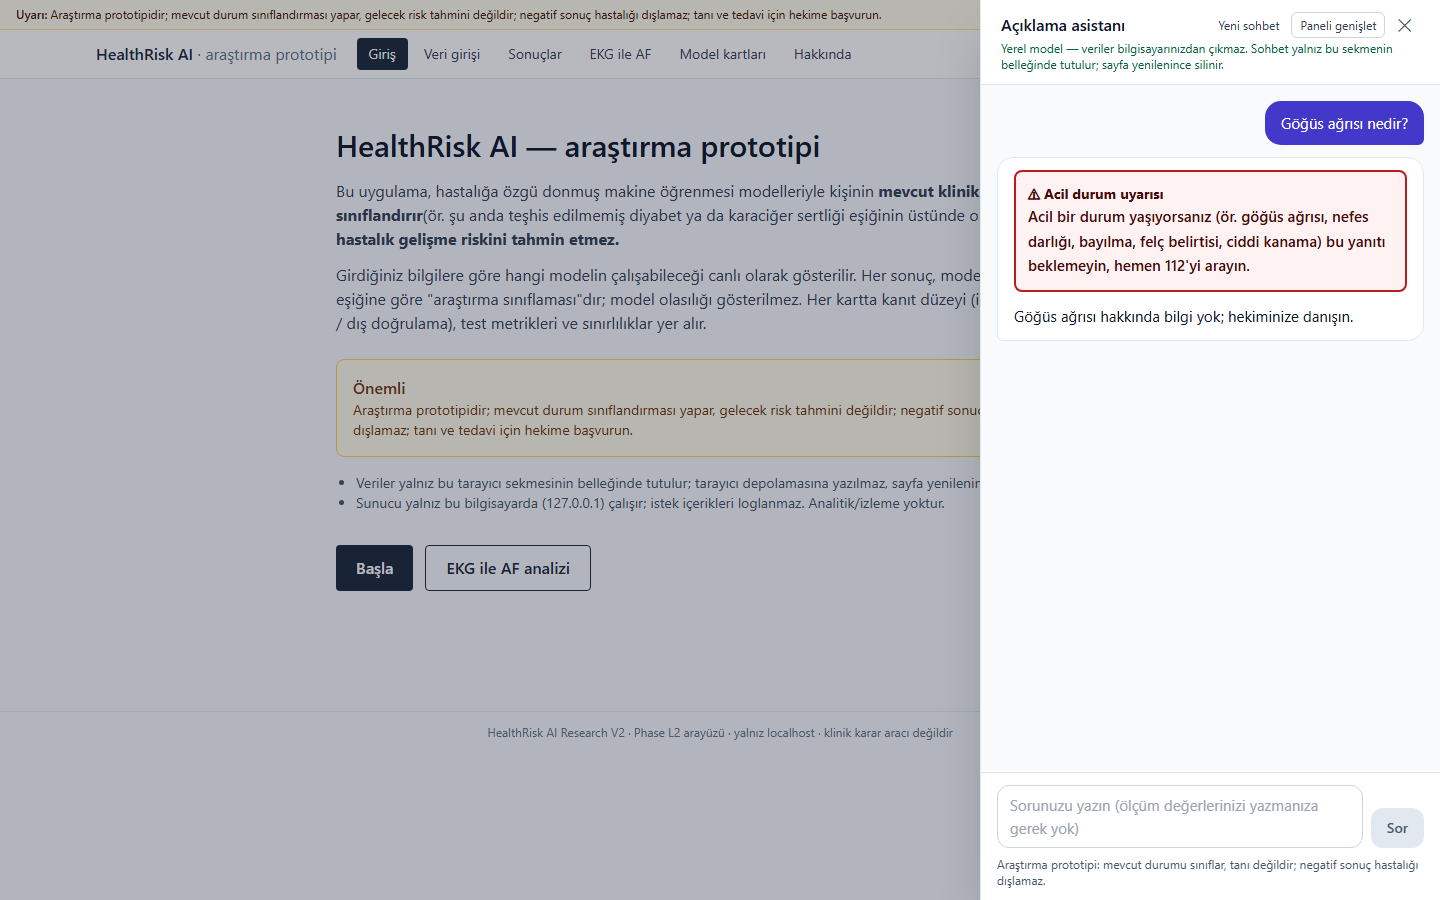 Uyarı: Araştırma prototipidir; mevcut durum sınıflandırması yapar, gelecek risk tahmini değildir; negatif sonuç hastalığı dışlamaz; tanı ve tedavi için hekime başvurun.
HealthRisk AI · araştırma prototipi
Giriş
Veri girişi
Sonuçlar
EKG ile AF
Model kartları
Hakkında
HealthRisk AI — araştırma prototipi
Bu uygulama, hastalığa özgü donmuş makine öğrenmesi modelleriyle kişinin mevcut klinik
sınıflandırır(ör. şu anda teşhis edilmemiş diyabet ya da karaciğer sertliği eşiğinin üstünde
hastalık gelişme riskini tahmin etmez.
Girdiğiniz bilgilere göre hangi modelin çalışabileceği canlı olarak gösterilir. Her sonuç,
eşiğine göre "araştırma sınıflaması"dır; model olasılığı gösterilmez. Her kartta kanıt düzeyi
/ dış doğrulama), test metrikleri ve sınırlılıklar yer alır.
Önemli
Araştırma prototipidir; mevcut durum sınıflandırması yapar, gelecek risk tahmini değildir; negatif
dışlamaz; tanı ve tedavi için hekime başvurun.
• Veriler yalnız bu tarayıcı sekmesinin belleğinde tutulur; tarayıcı depolamasına yazılmaz, sayfa
• Sunucu yalnız bu bilgisayarda (127.0.0.1) çalışır; istek içerikleri loglanmaz. Analitik/izleme yoktur.
Başla
EKG ile AF analizi
HealthRisk AI Research V2 · Phase L2 arayüzü · yalnız localhost · klinik karar aracı değildir
Açıklama asistanı
Yeni sohbet
Paneli genişlet
Yerel model — veriler bilgisayarınızdan çıkmaz. Sohbet yalnız bu sekmenin
belleğinde tutulur; sayfa yenilenince silinir.
Göğüs ağrısı nedir?
⚠ Acil durum uyarısı
Acil bir durum yaşıyorsanız (ör. göğüs ağrısı, nefes
darlığı, bayılma, felç belirtisi, ciddi kanama) bu yanıtı
beklemeyin, hemen 112'yi arayın.
Göğüs ağrısı hakkında bilgi yok; hekiminize danışın.
Sorunuzu yazın (ölçüm değerlerinizi yazmanıza
gerek yok)
Sor
Araştırma prototipi: mevcut durumu sınıflar, tanı değildir; negatif sonuç hastalığı
dışlamaz.